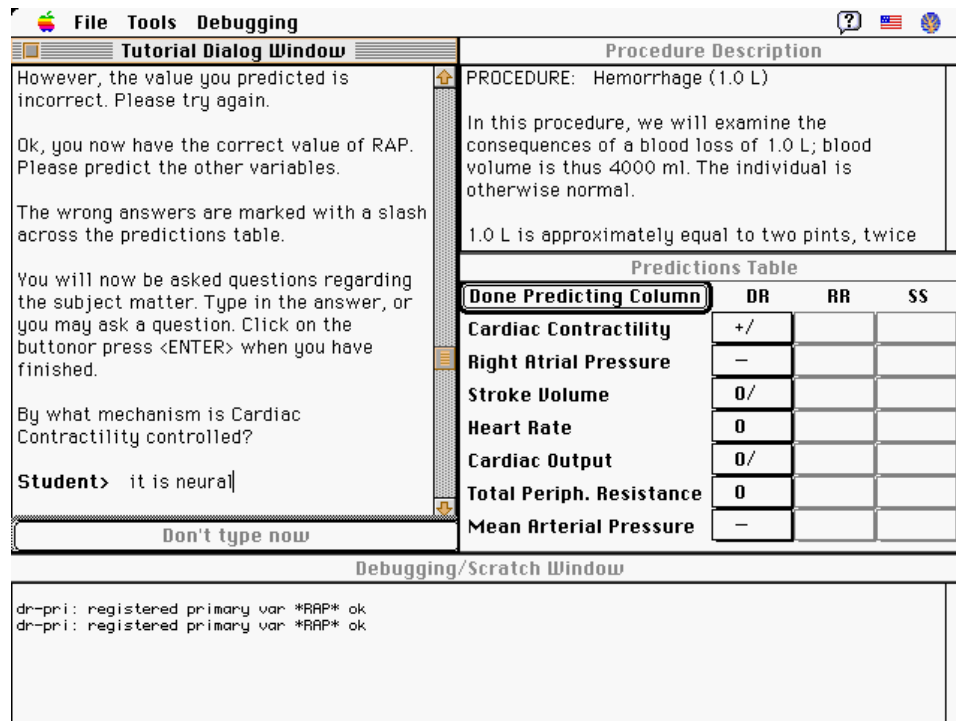 File Tools Debugging
Tutorial Dialog Window
However, the value you predicted is
incorrect. Please try again.
Ok, you now have the correct value of RAP.
Please predict the other variables.
The wrong answers are marked with a slash
across the predictions table.
You will now be asked questions regarding
the subject matter. Type in the answer, or
you may ask a question. Click on the
buttonor press <ENTER> when you have
finished.
By what mechanism is Cardiac
Contractility controlled?
Student> it is neural
Don't type now
Procedure Description
PROCEDURE: Hemorrhage (1.0 L)
In this procedure, we will examine the
consequences of a blood loss of 1.0 L; blood
volume is thus 4000 ml. The individual is
otherwise normal.
1.0 L is approximately equal to two pints, twice
Predictions Table
Done Predicting Column DR RR SS
Cardiac Contractility +/
Right Atrial Pressure –
Stroke Volume 0/
Heart Rate 0
Cardiac Output 0/
Total Periph. Resistance 0
Mean Arterial Pressure –
Debugging/Scratch Window
dr-pri: registered primary var *RAP* ok
dr-pri: registered primary var *RAP* ok